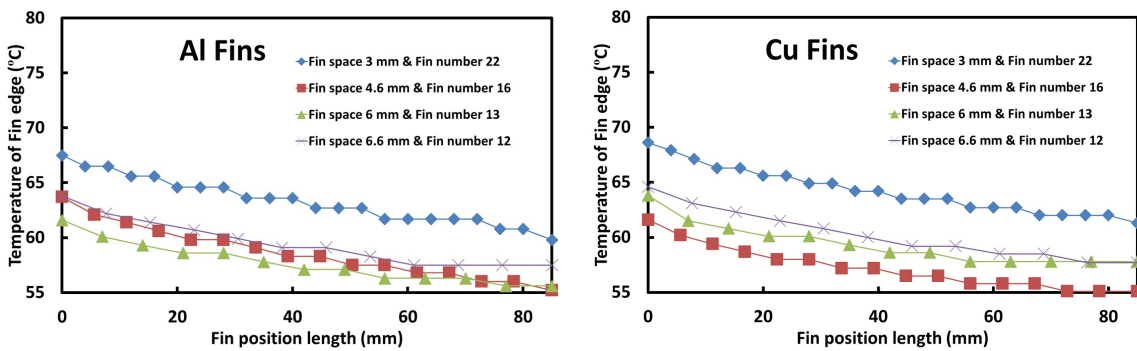 Al Fins
Temperature of Fin edge (°C)
80
75
70
65
60
55
0
20
40
60
80
Fin position length (mm)
Fin space 3 mm & Fin number 22
Fin space 4.6 mm & Fin number 16
Fin space 6 mm & Fin number 13
Fin space 6.6 mm & Fin number 12
Cu Fins
Temperature of Fin edge (°C)
80
75
70
65
60
55
0
20
40
60
80
Fin position length (mm)
Fin space 3 mm & Fin number 22
Fin space 4.6 mm & Fin number 16
Fin space 6 mm & Fin number 13
Fin space 6.6 mm & Fin number 12